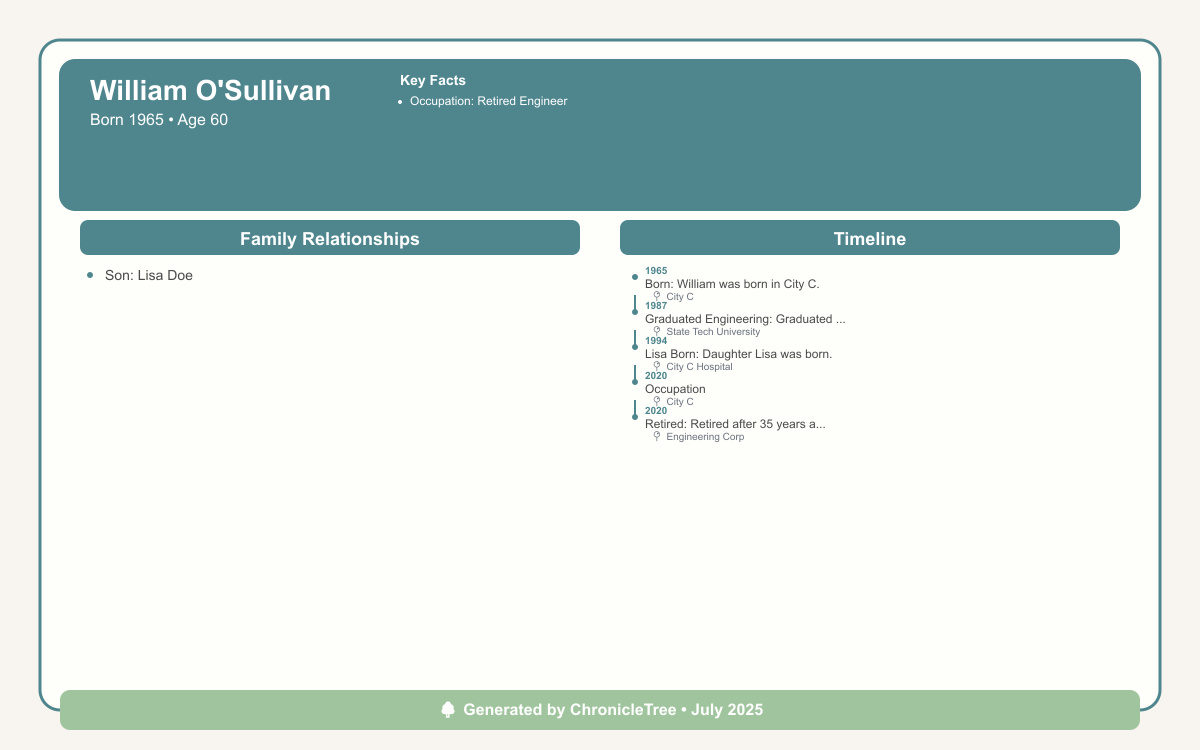 William O'Sullivan
Born 1965 • Age 60
Key Facts
• Occupation: Retired Engineer
Family Relationships
• Son: Lisa Doe
Timeline
1965
Born: William was born in City C.
City C
1987
Graduated Engineering: Graduated ...
State Tech University
1994
Lisa Born: Daughter Lisa was born.
City C Hospital
2020
Occupation
City C
2020
Retired: Retired after 35 years a...
Engineering Corp
Generated by ChronicleTree • July 2025